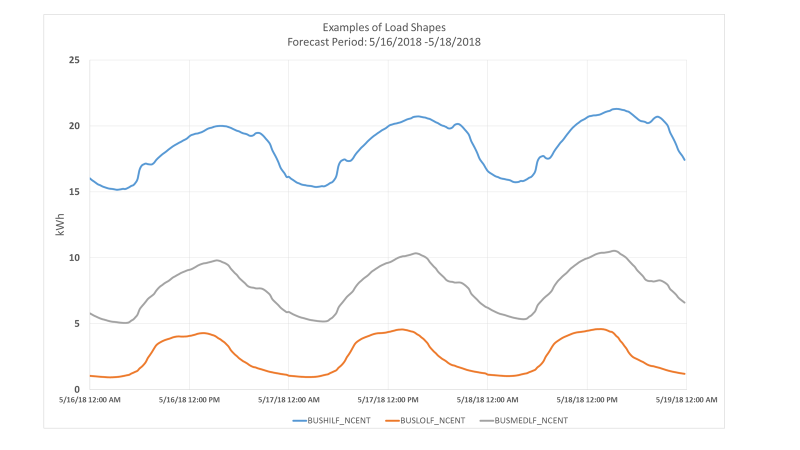 Examples of Load Shapes
Forecast Period: 5/16/2018 -5/18/2018
25
20
15
10
5
0
kWh
5/16/18 12:00 AM 5/16/18 12:00 PM 5/17/18 12:00 AM 5/17/18 12:00 PM 5/18/18 12:00 AM 5/18/18 12:00 PM 5/19/18 12:00 AM
BUSHILF_NCENT BUSLOLF_NCENT BUSMEDLF_NCENT